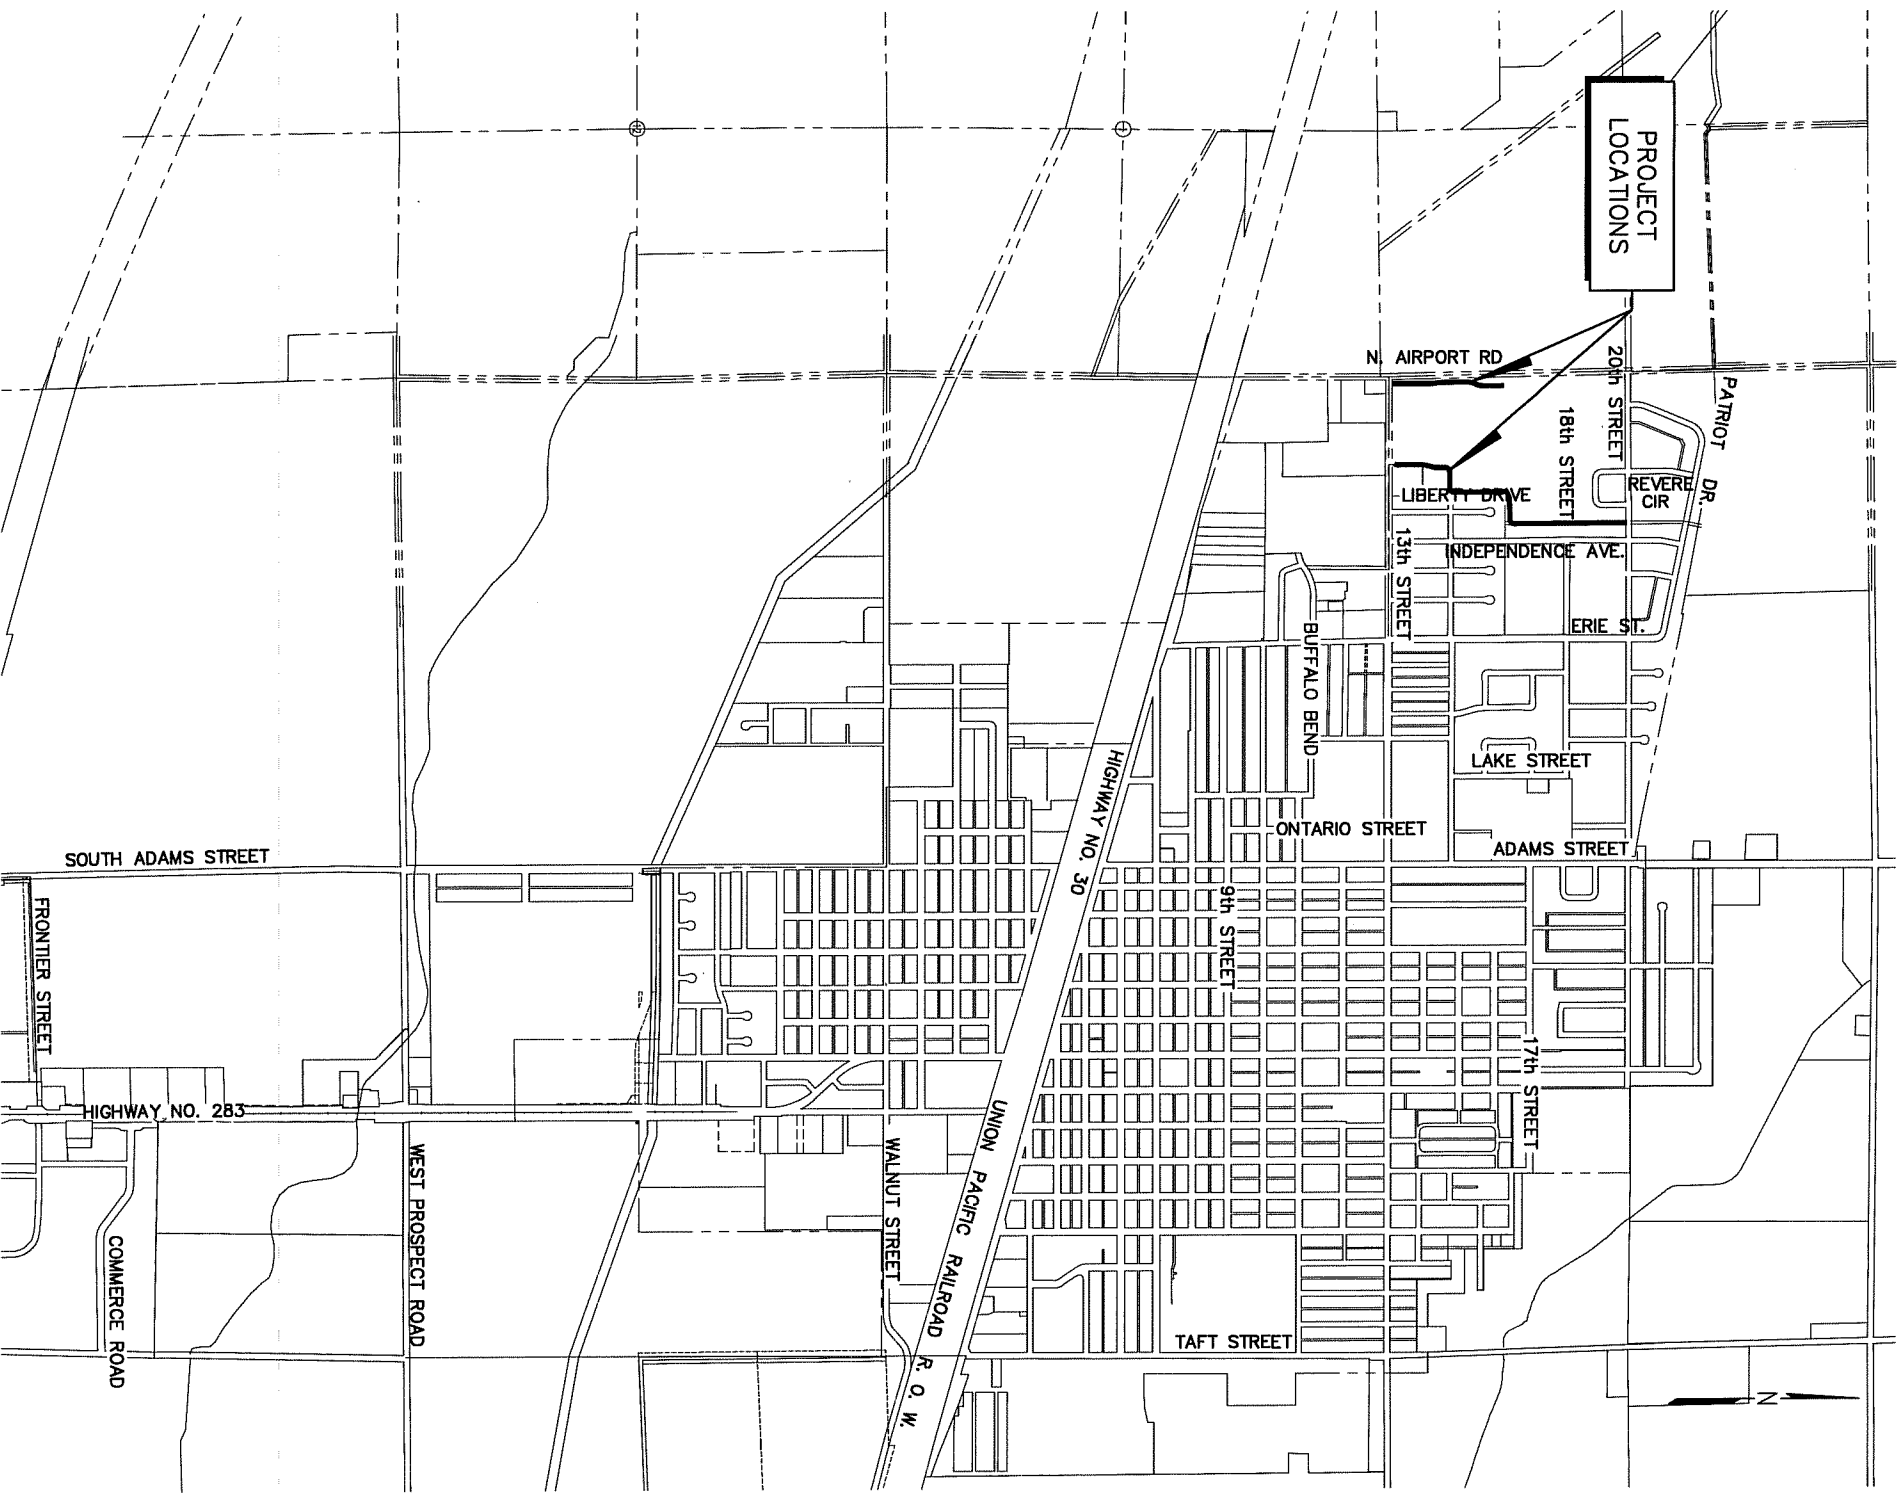 PROJECT
LOCATIONS
N. AIRPORT RD
20th STREET
PATRIOT DR.
18th STREET
REVERE
CIR
LIBERTY DRIVE
13th STREET
INDEPENDENCE AVE.
ERIE ST.
BUFFALO BEND
LAKE STREET
HIGHWAY NO. 30
ONTARIO STREET
ADAMS STREET
SOUTH ADAMS STREET
9th STREET
FRONTIER STREET
17th STREET
HIGHWAY NO. 283
UNION PACIFIC RAILROAD R. O. W.
WALNUT STREET
WEST PROSPECT ROAD
COMMERCE ROAD
TAFT STREET
N
12
1